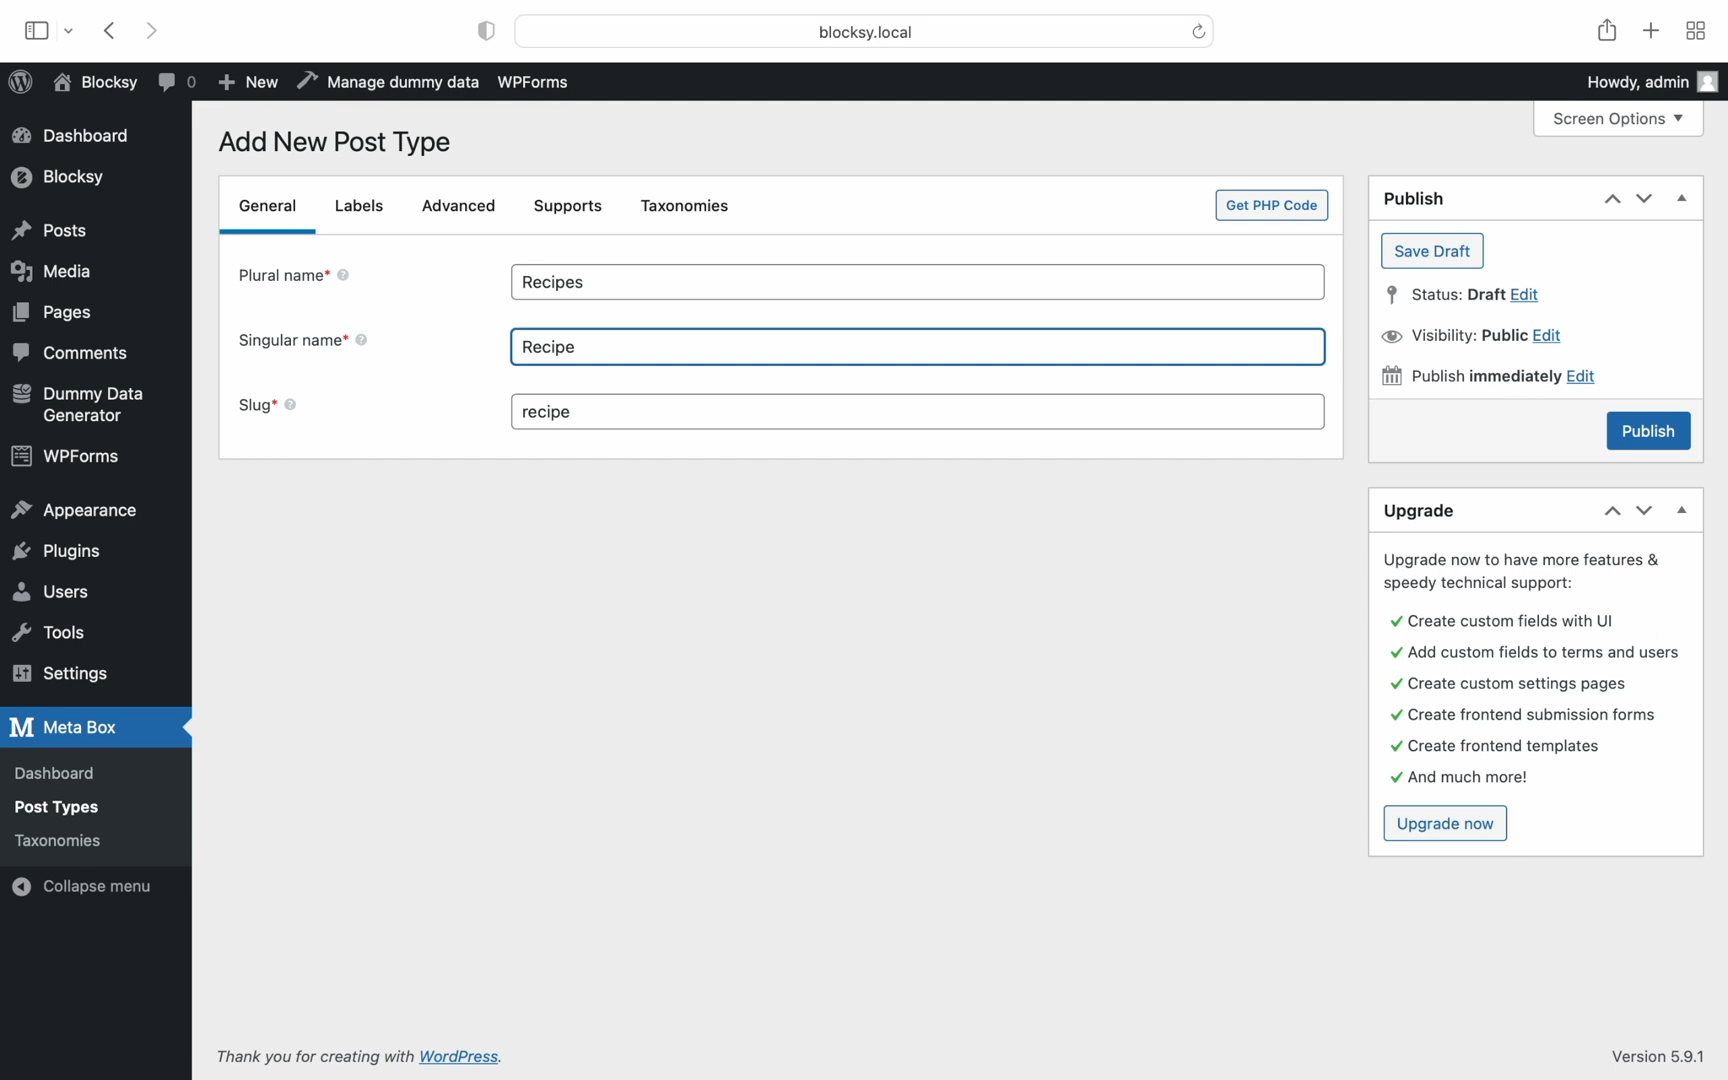 blocksy.local
Blocksy 0 New Manage dummy data WPForms Howdy, admin
Screen Options
Dashboard
Blocksy
Posts
Media
Pages
Comments
Dummy Data
Generator
WPForms
Appearance
Plugins
Users
Tools
Settings
M Meta Box
Dashboard
Post Types
Taxonomies
Collapse menu
Add New Post Type
General Labels Advanced Supports Taxonomies Get PHP Code
Plural name* ? Recipes
Singular name* ? Recipe
Slug* ? recipe
Publish
Save Draft
Status: Draft Edit
Visibility: Public Edit
Publish immediately Edit
Publish
Upgrade
Upgrade now to have more features &
speedy technical support:
Create custom fields with UI
Add custom fields to terms and users
Create custom settings pages
Create frontend submission forms
Create frontend templates
And much more!
Upgrade now
Thank you for creating with WordPress. Version 5.9.1